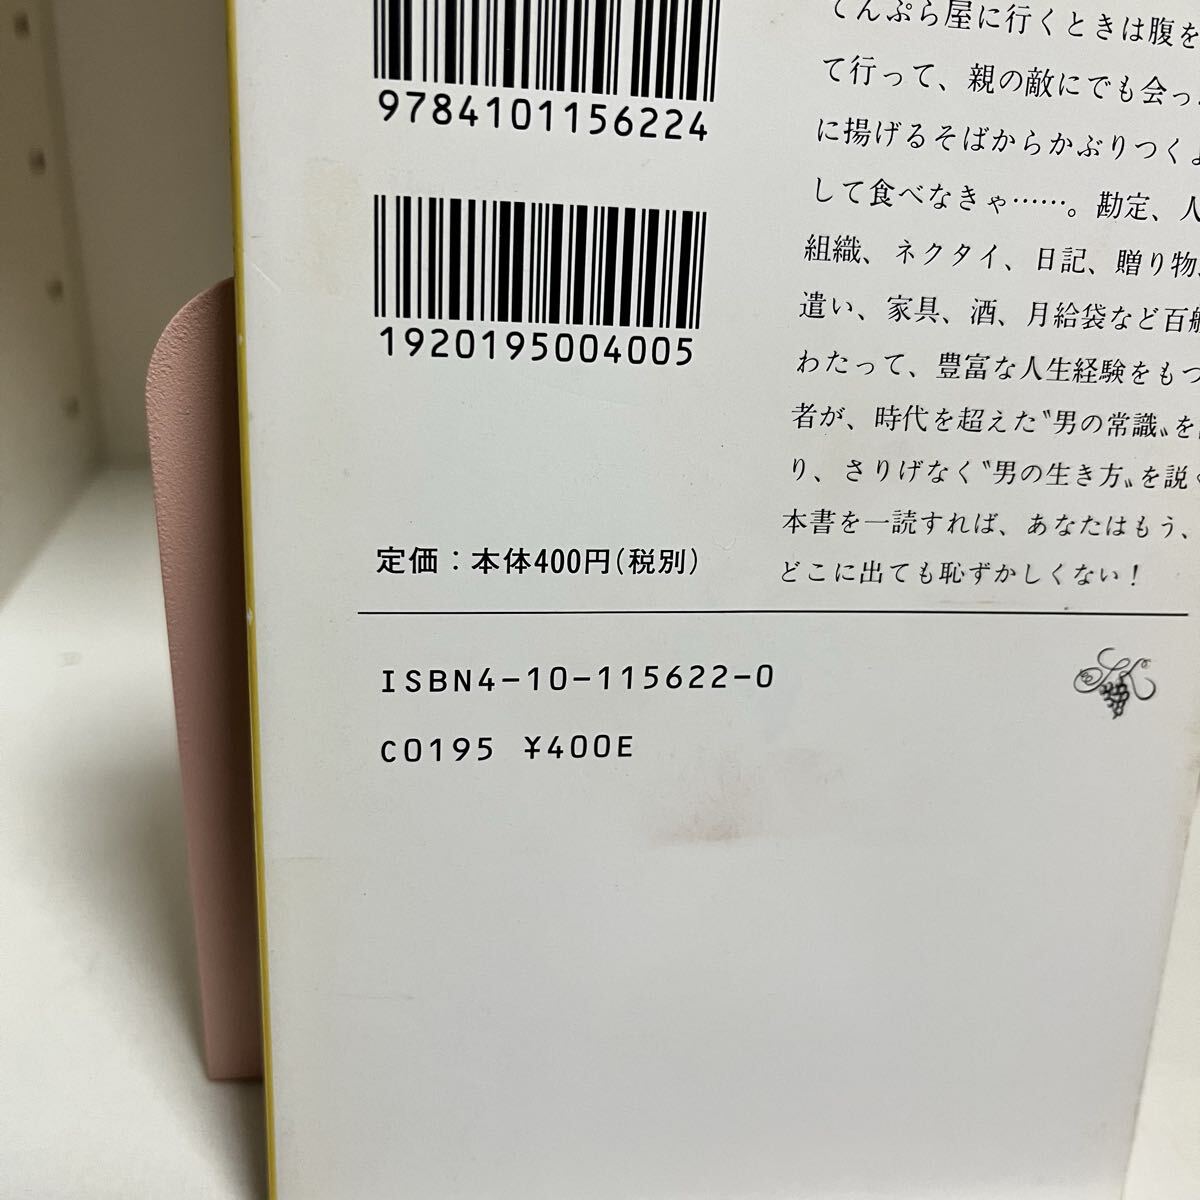 9784101156224
1920195004005
定価：本体400円(税別)
てんぷら屋に行くときは腹を
て行って、親の敵にでも会っ
に揚げるそばからかぶりつく
して食べなきゃ……。勘定、人
組織、ネクタイ、日記、贈り物
遣い、家具、酒、月給袋など百般
わたって、豊富な人生経験をもつ
者が、時代を超えた〝男の常識〟を
り、さりげなく〝男の生き方〟を説く
本書を一読すれば、あなたはもう、
どこに出ても恥ずかしくない！
ISBN4-10-115622-0
C0195 ¥400E